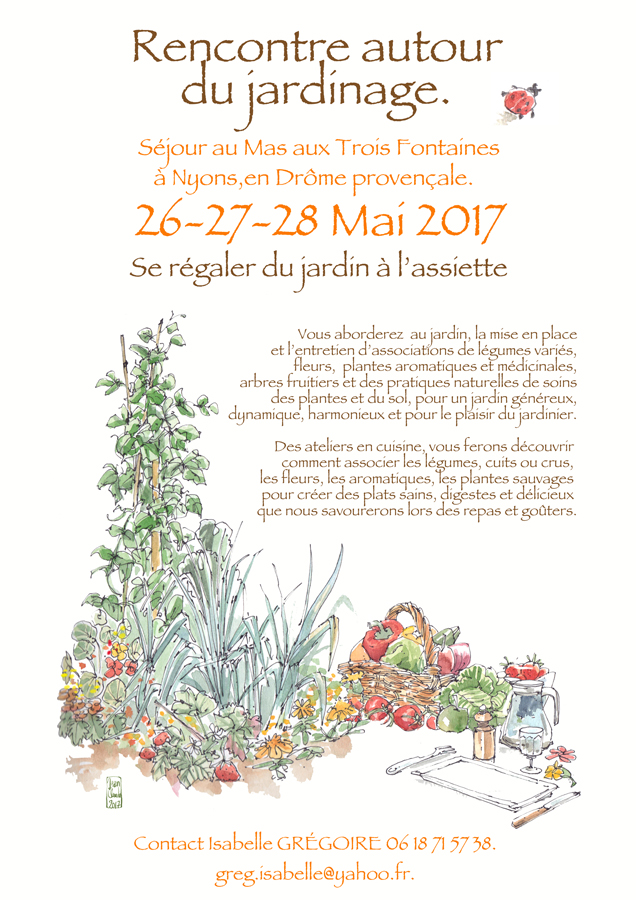 Rencontre autour
du jardinage.
Séjour au Mas aux Trois Fontaines
à Nyons,en Drôme provençale.
26-27-28 Mai 2017
Se régaler du jardin à l'assiette
Vous aborderez au jardin, la mise en place
et l'entretien d'associations de légumes variés,
fleurs, plantes aromatiques et médicinales,
arbres fruitiers et des pratiques naturelles de soins
des plantes et du sol, pour un jardin généreux,
dynamique, harmonieux et pour le plaisir du jardinier.
Des ateliers en cuisine, vous ferons découvrir
comment associer les légumes, cuits ou crus,
les fleurs, les aromatiques, les plantes sauvages
pour créer des plats sains, digestes et délicieux
que nous savourerons lors des repas et goûters.
2017
Contact Isabelle GRÉGOIRE 06 18 71 57 38.
greg.isabelle@yahoo.fr.